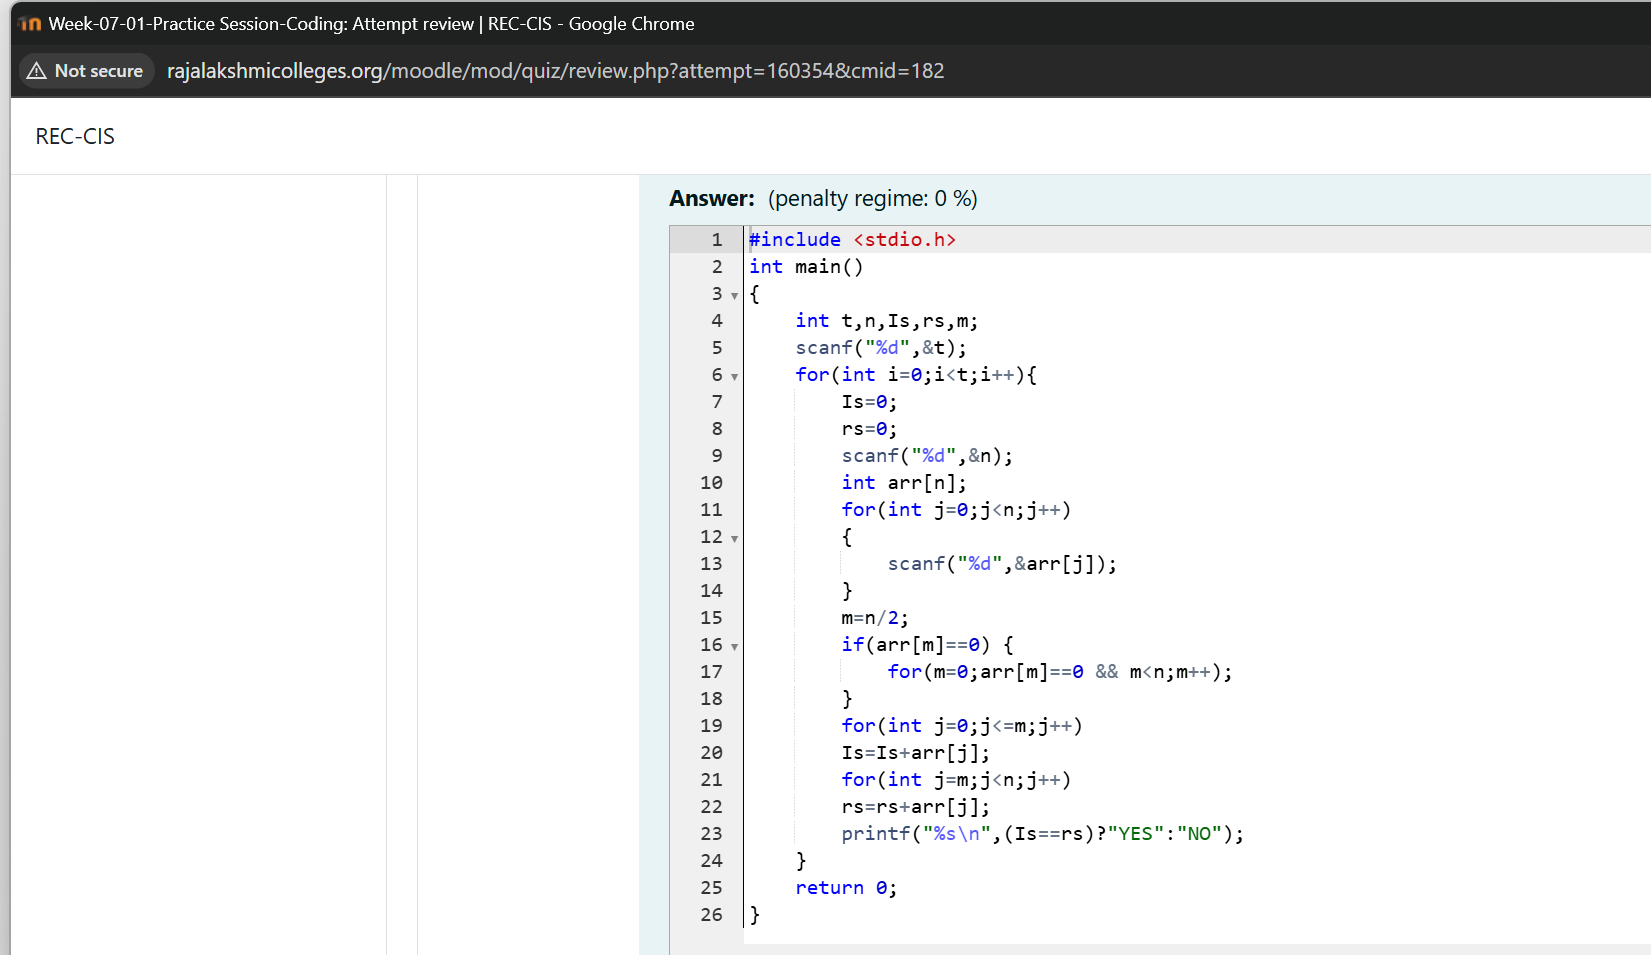 Week-07-01-Practice Session-Coding: Attempt review | REC-CIS - Google Chrome
Not secure rajalakshmicolleges.org/moodle/mod/quiz/review.php?attempt=160354&cmid=182
REC-CIS
Answer: (penalty regime: 0 %)
1 #include <stdio.h>
2 int main()
3 {
4     int t,n,Is,rs,m;
5     scanf("%d",&t);
6     for(int i=0;i<t;i++){
7         Is=0;
8         rs=0;
9         scanf("%d",&n);
10         int arr[n];
11         for(int j=0;j<n;j++)
12         {
13             scanf("%d",&arr[j]);
14         }
15         m=n/2;
16         if(arr[m]==0) {
17             for(m=0;arr[m]==0 && m<n;m++);
18         }
19         for(int j=0;j<=m;j++)
20         Is=Is+arr[j];
21         for(int j=m;j<n;j++)
22         rs=rs+arr[j];
23         printf("%s\n",(Is==rs)?"YES":"NO");
24     }
25     return 0;
26 }